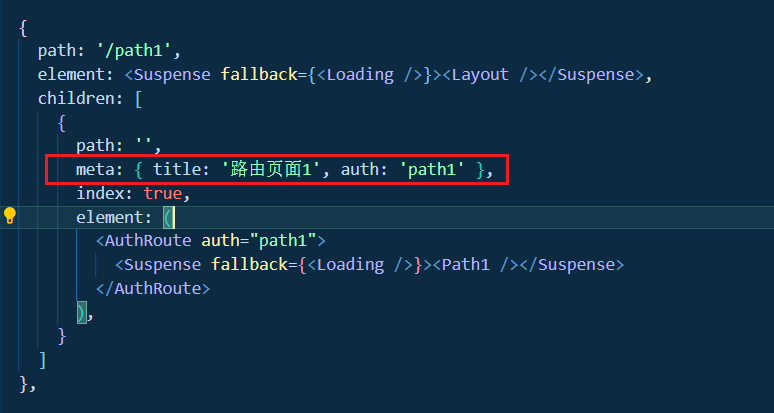 {
path: '/path1',
element: <Suspense fallback={<Loading />}><Layout /></Suspense>,
children: [
{
path: '',
meta: { title: '路由页面1', auth: 'path1' },
index: true,
element: (
<AuthRoute auth="path1">
<Suspense fallback={<Loading />}><Path1 /></Suspense>
</AuthRoute>
),
}
]
},